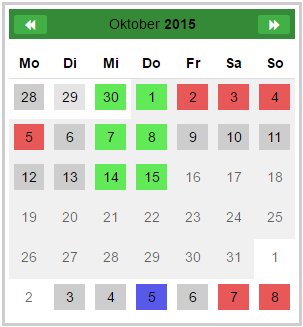 Oktober 2015
Mo Di Mi Do Fr Sa So
28 29 30 1 2 3 4
5 6 7 8 9 10 11
12 13 14 15 16 17 18
19 20 21 22 23 24 25
26 27 28 29 30 31 1
2 3 4 5 6 7 8